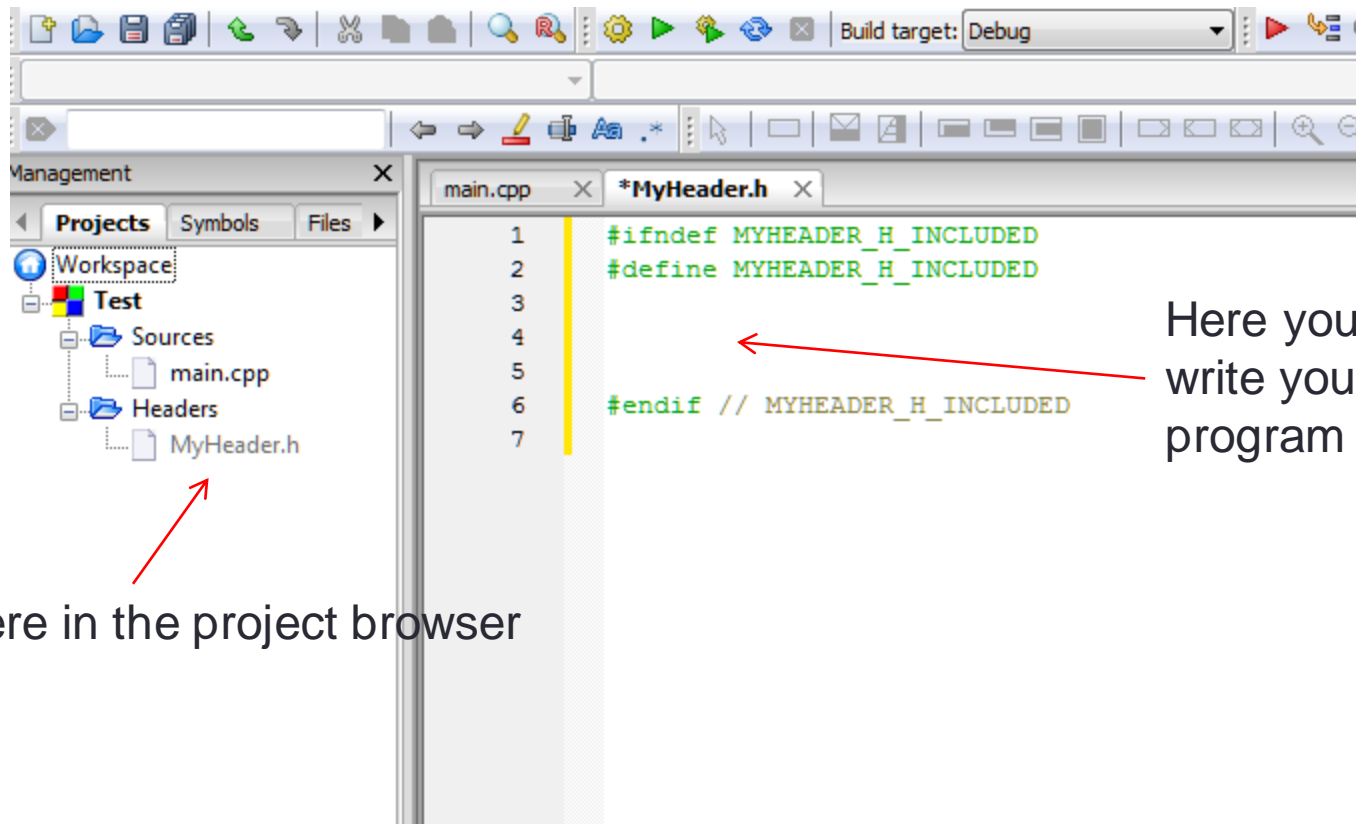 Build target: Debug
Management
main.cpp
*MyHeader.h
Projects Symbols Files
Workspace
Test
Sources
main.cpp
Headers
MyHeader.h
1 #ifndef MYHEADER_H_INCLUDED
2 #define MYHEADER_H_INCLUDED
3
4
5
6 #endif // MYHEADER_H_INCLUDED
7
Here you
write you
program
ere in the project browser